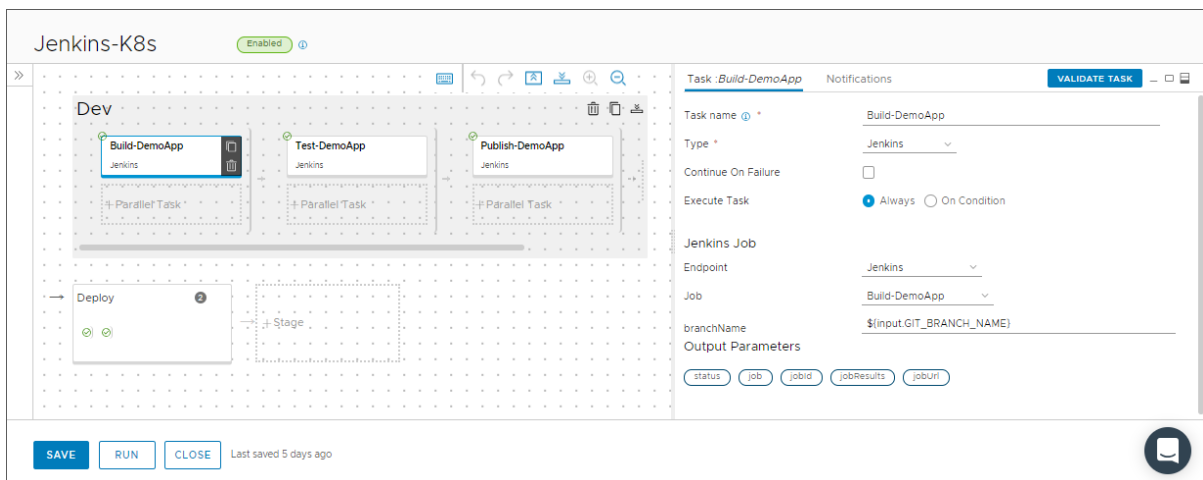 Jenkins-K8s Enabled
Task :Build-DemoApp Notifications VALIDATE TASK
Dev
Build-DemoApp
Jenkins
+ Parallel Task
Test-DemoApp
Jenkins
+ Parallel Task
Publish-DemoApp
Jenkins
+ Parallel Task
Deploy 2
+ Stage
Task name *
Build-DemoApp
Type *
Jenkins
Continue On Failure
Execute Task
Always On Condition
Jenkins Job
Endpoint
Jenkins
Job
Build-DemoApp
branchName
${input.GIT_BRANCH_NAME}
Output Parameters
status job jobId jobResults jobUrl
SAVE RUN CLOSE Last saved 5 days ago